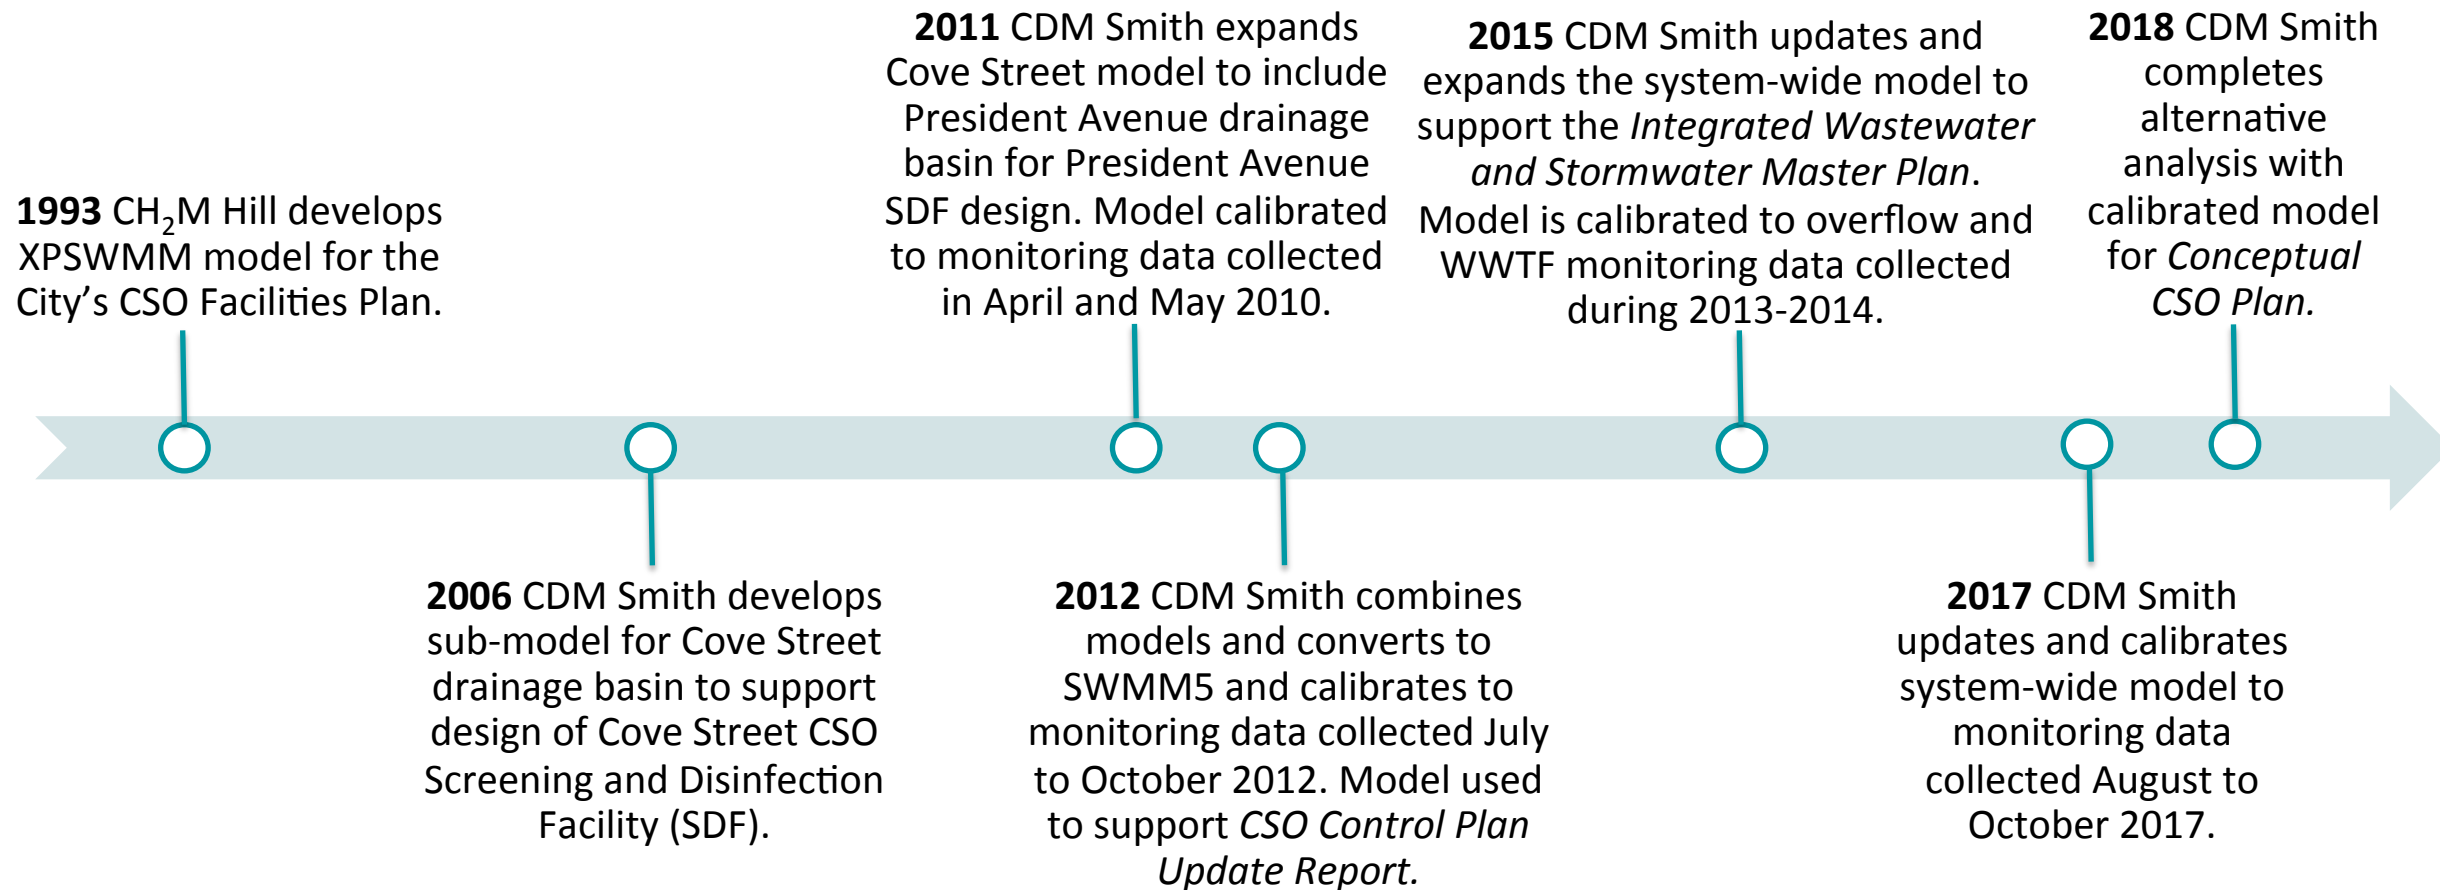 1993 CH₂M Hill develops
XPSWMM model for the
City’s CSO Facilities Plan.
2006 CDM Smith develops
sub-model for Cove Street
drainage basin to support
design of Cove Street CSO
Screening and Disinfection
Facility (SDF).
2011 CDM Smith expands
Cove Street model to include
President Avenue drainage
basin for President Avenue
SDF design. Model calibrated
to monitoring data collected
in April and May 2010.
2012 CDM Smith combines
models and converts to
SWMM5 and calibrates to
monitoring data collected July
to October 2012. Model used
to support CSO Control Plan
Update Report.
2015 CDM Smith updates and
expands the system-wide model to
support the Integrated Wastewater
and Stormwater Master Plan.
Model is calibrated to overflow and
WWTF monitoring data collected
during 2013-2014.
2017 CDM Smith
updates and calibrates
system-wide model to
monitoring data
collected August to
October 2017.
2018 CDM Smith
completes
alternative
analysis with
calibrated model
for Conceptual
CSO Plan.